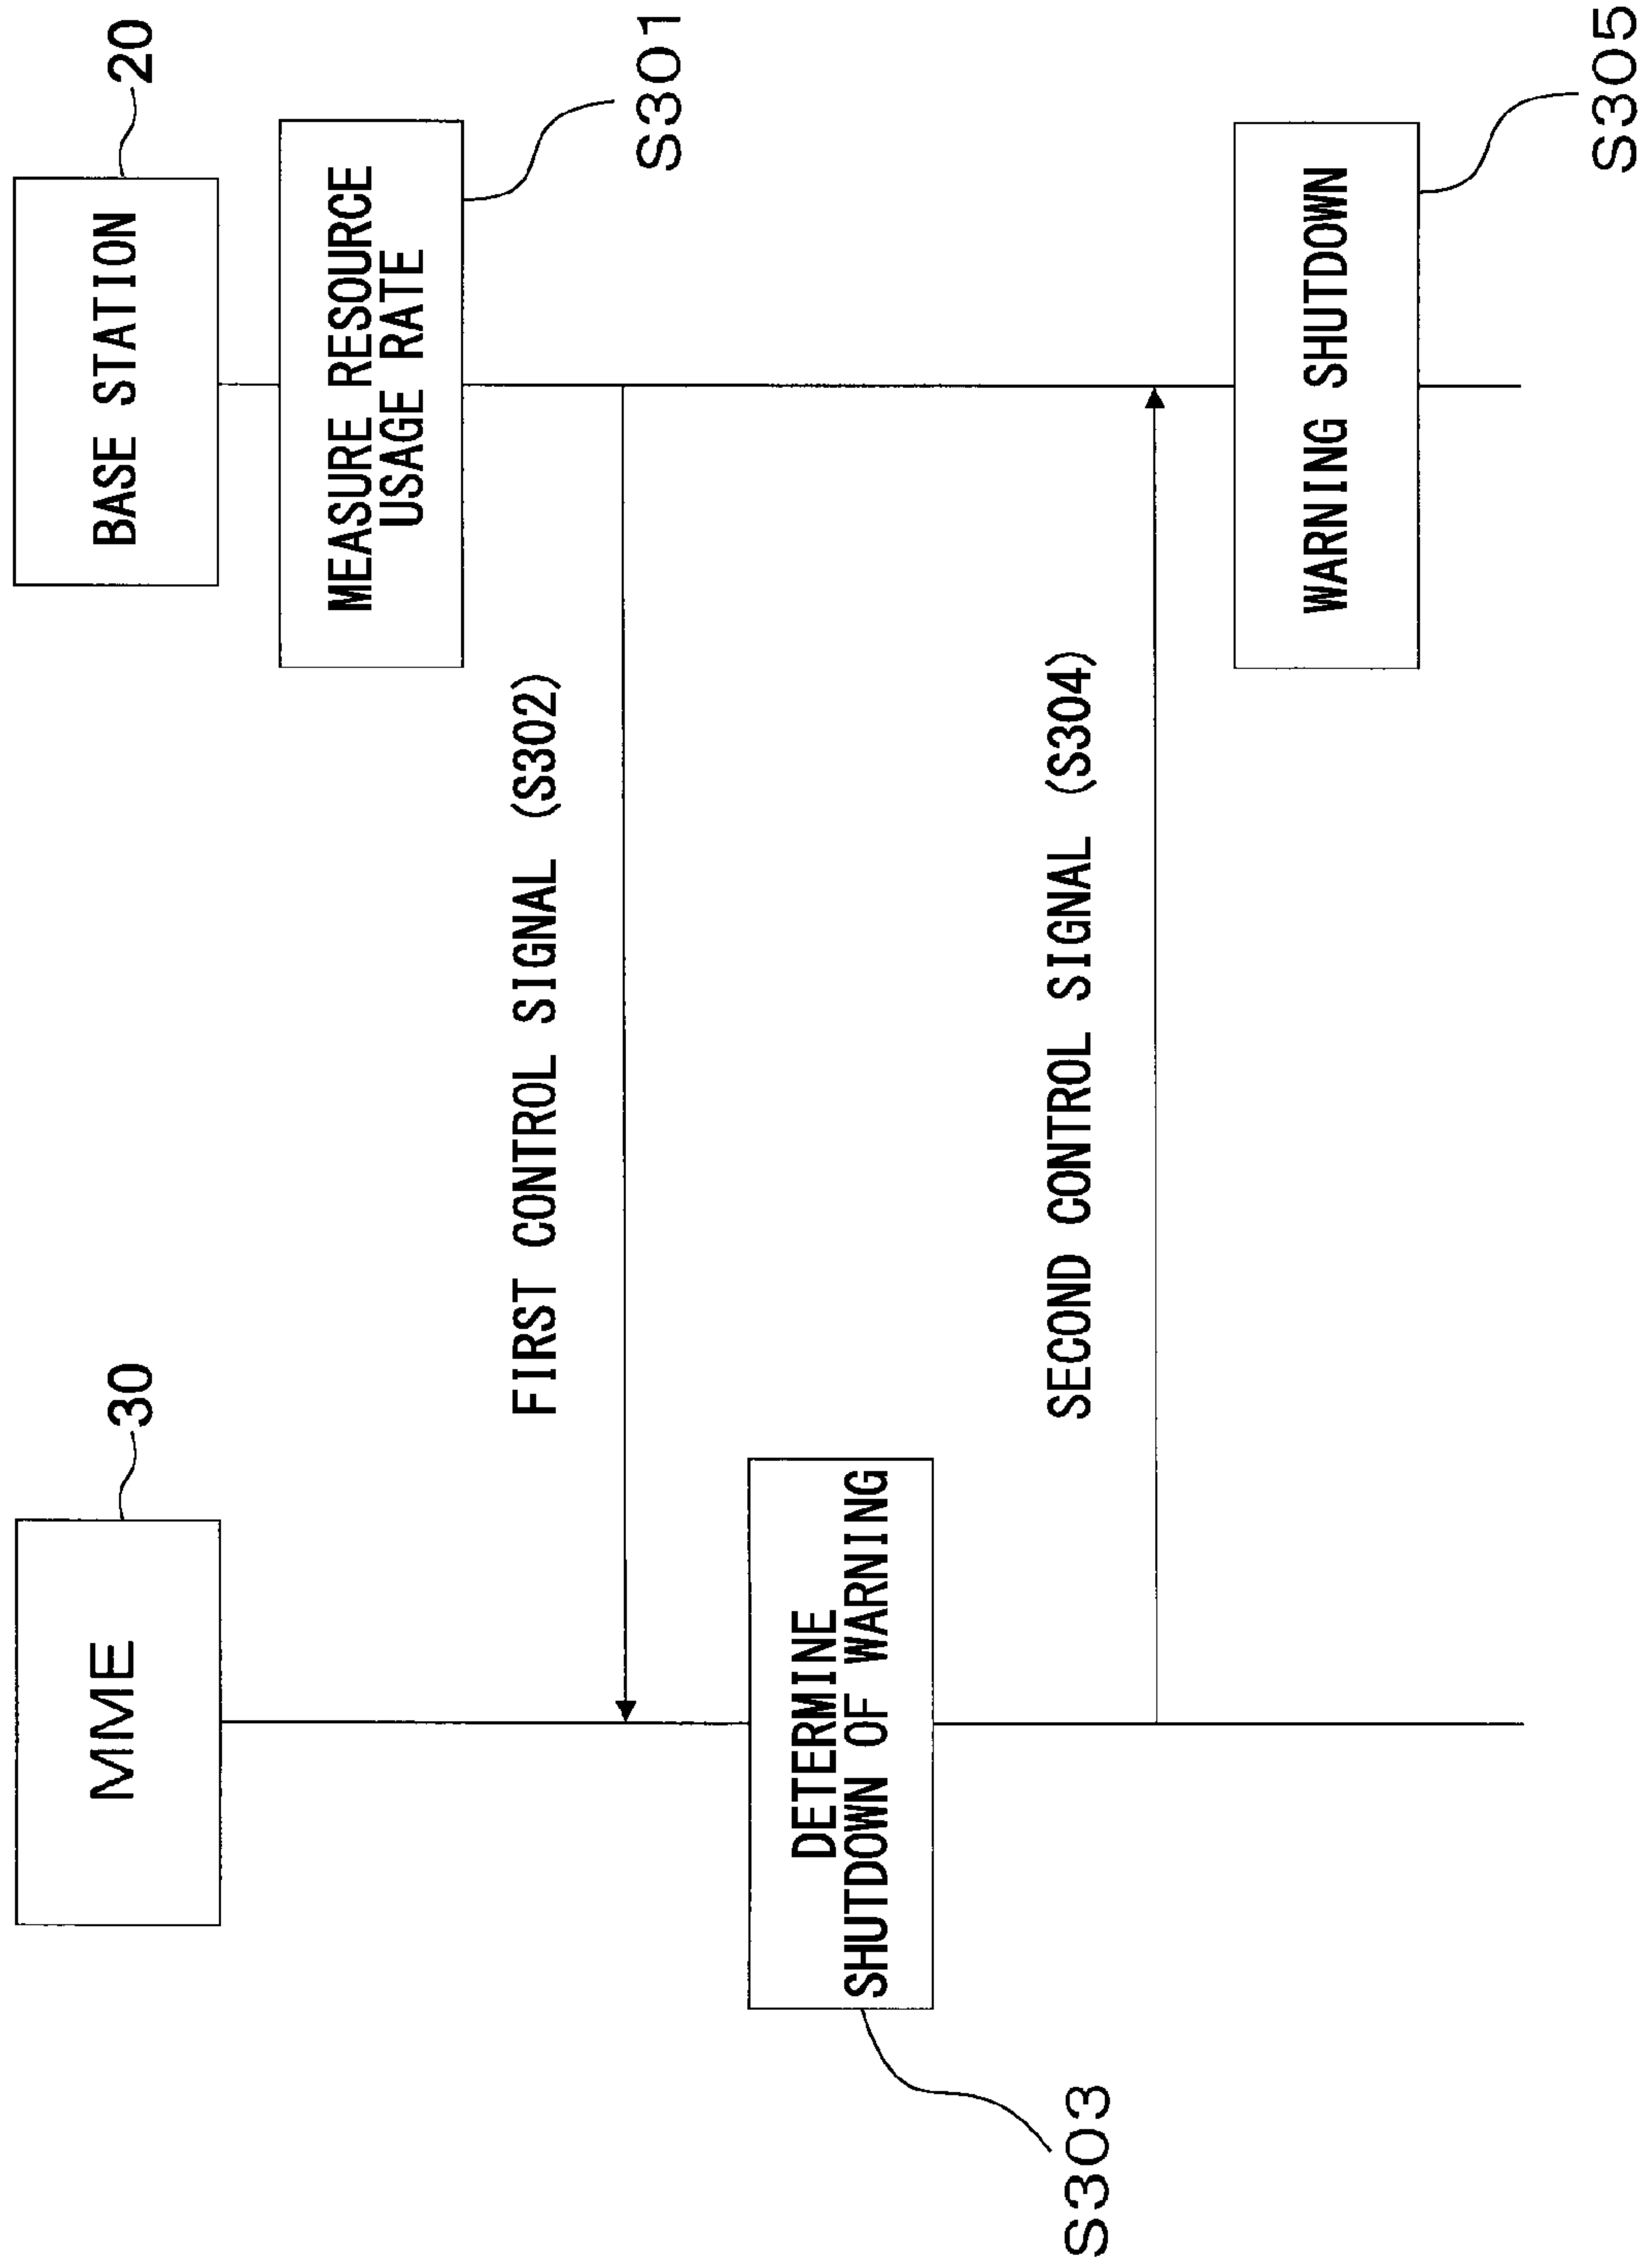 MME
30
BASE STATION
20
MEASURE RESOURCE
USAGE RATE
S301
FIRST CONTROL SIGNAL (S302)
DETERMINE
SHUTDOWN OF WARNING
S303
SECOND CONTROL SIGNAL (S304)
WARNING SHUTDOWN
S305